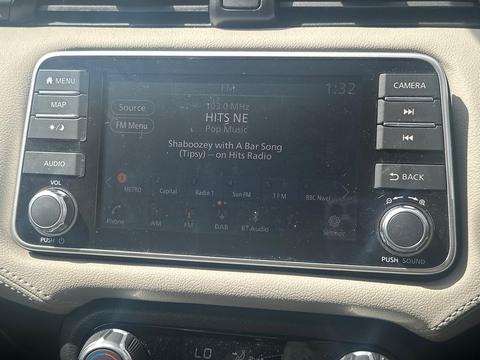 MENU
MAP
AUDIO
VOL
PUSH
FM
1:32
Source
FM Menu
103.0 MHz
HITS NE
Pop Music
Shaboozey with A Bar Song
(Tipsy) – on Hits Radio
METRO Capital Radio 1 Sun FM T F M BBC Nwcl
Phone AM FM DAB BT Audio Settings
CAMERA
BACK
PUSH SOUND
LO